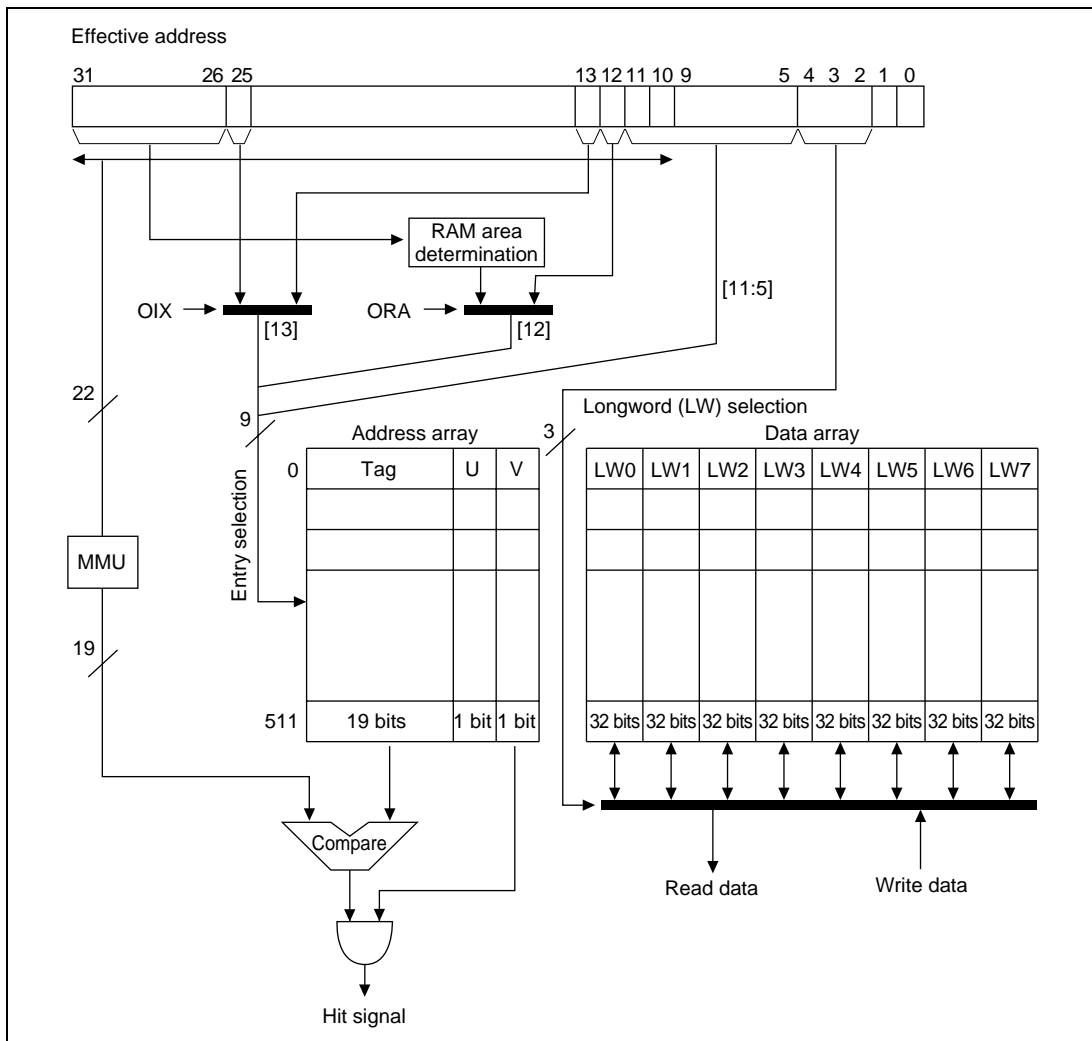 Effective address
31 26 25 13 12 11 10 9 5 4 3 2 1 0
RAM area
determination
[11:5]
OIX
ORA
[13]
[12]
22
Longword (LW) selection
9
3
Address array
Data array
0
Tag U V
LW0 LW1 LW2 LW3 LW4 LW5 LW6 LW7
Entry selection
MMU
19
511
19 bits 1 bit 1 bit
32 bits 32 bits 32 bits 32 bits 32 bits 32 bits 32 bits 32 bits
Compare
Read data
Write data
Hit signal